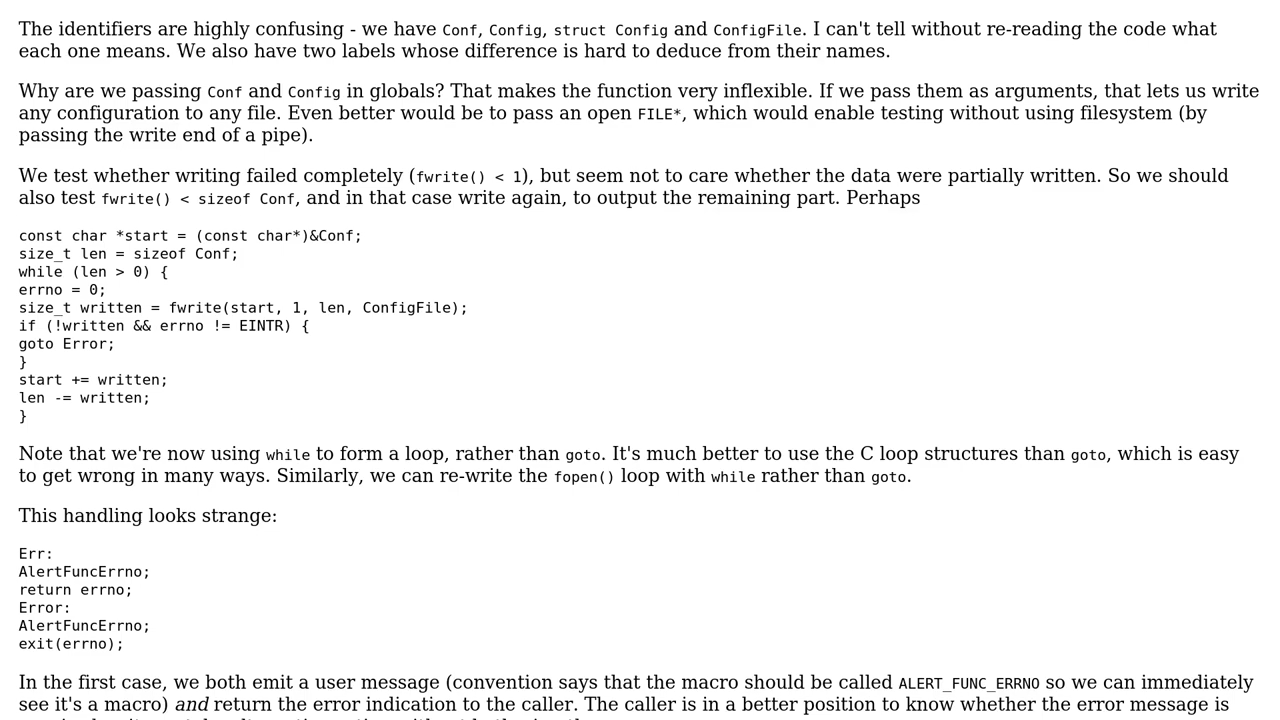 The identifiers are highly confusing - we have Conf, Config, struct Config and ConfigFile. I can't tell without re-reading the code what
each one means. We also have two labels whose difference is hard to deduce from their names.
Why are we passing Conf and Config in globals? That makes the function very inflexible. If we pass them as arguments, that lets us write
any configuration to any file. Even better would be to pass an open FILE*, which would enable testing without using filesystem (by
passing the write end of a pipe).
We test whether writing failed completely (fwrite() < 1), but seem not to care whether the data were partially written. So we should
also test fwrite() < sizeof Conf, and in that case write again, to output the remaining part. Perhaps
const char *start = (const char*)&Conf;
size_t len = sizeof Conf;
while (len > 0) {
errno = 0;
size_t written = fwrite(start, 1, len, ConfigFile);
if (!written && errno != EINTR) {
goto Error;
}
start += written;
len -= written;
}
Note that we're now using while to form a loop, rather than goto. It's much better to use the C loop structures than goto, which is easy
to get wrong in many ways. Similarly, we can re-write the fopen() loop with while rather than goto.
This handling looks strange:
Err:
AlertFuncErrno;
return errno;
Error:
AlertFuncErrno;
exit(errno);
In the first case, we both emit a user message (convention says that the macro should be called ALERT_FUNC_ERRNO so we can immediately
see it's a macro) and return the error indication to the caller. The caller is in a better position to know whether the error message is